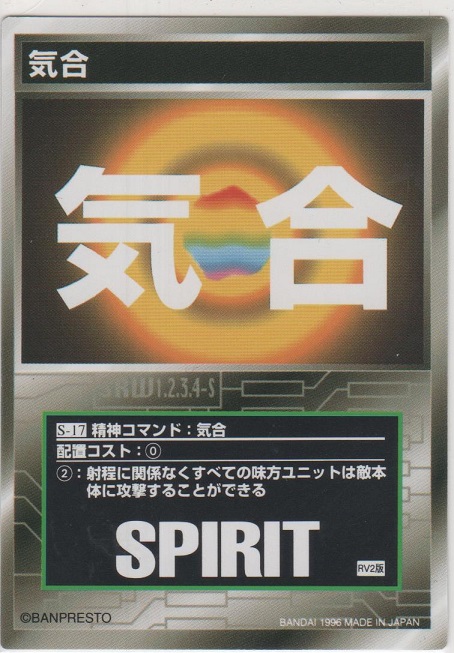 気合
気合
SRW1.2.3.4-S
S-17 精神コマンド：気合
配置コスト：⓪
②：射程に関係なくすべての味方ユニットは敵本
体に攻撃することができる
SPIRIT
RV2版
©BANPRESTO
BANDAI 1996 MADE IN JAPAN